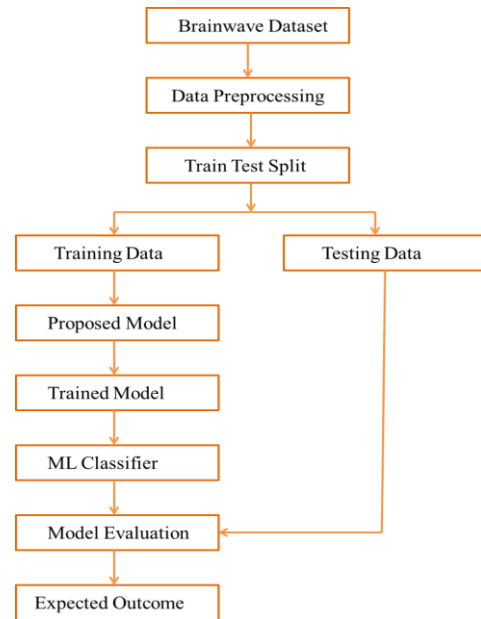 Brainwave Dataset
Data Preprocessing
Train Test Split
Training Data
Testing Data
Proposed Model
Trained Model
ML Classifier
Model Evaluation
Expected Outcome